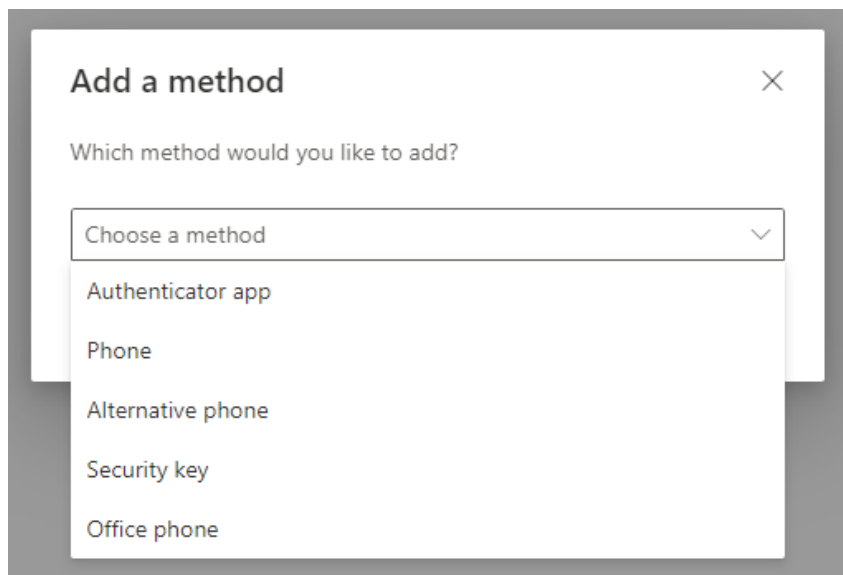 Add a method
Which method would you like to add?
Choose a method
Authenticator app
Phone
Alternative phone
Security key
Office phone